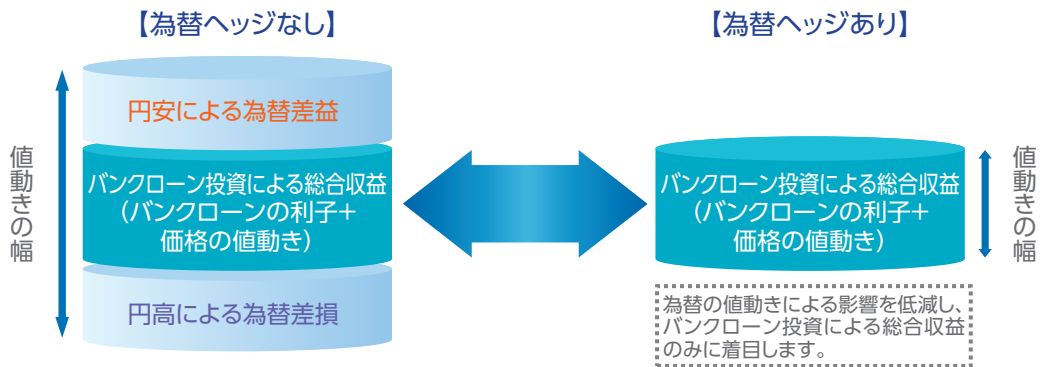 【為替ヘッジなし】
値動きの幅
円安による為替差益
バンクローン投資による総合収益
（バンクローンの利子＋
価格の値動き）
円高による為替差損
【為替ヘッジあり】
バンクローン投資による総合収益
（バンクローンの利子＋
価格の値動き）
値動きの幅
為替の値動きによる影響を低減し、
バンクローン投資による総合収益
のみに着目します。